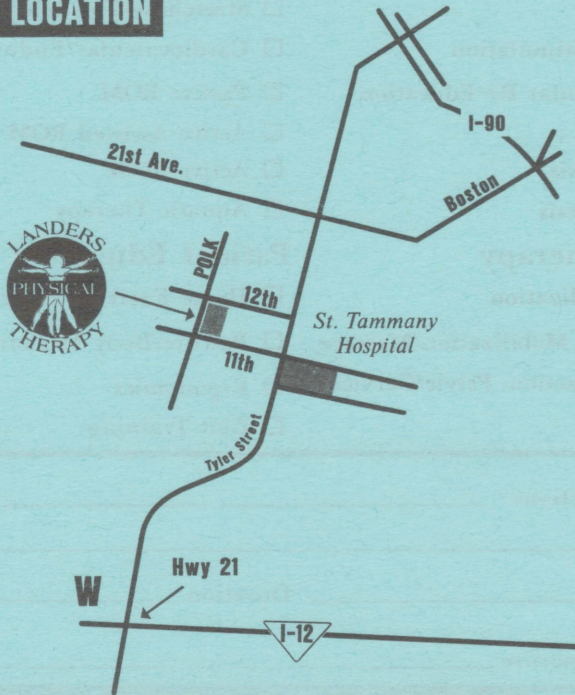 LOCATION
I-90
21st Ave.
Boston
LANDERS
PHYSICAL
THERAPY
POLK
12th
St. Tammany
Hospital
11th
Tyler Street
Hwy 21
W
I-12